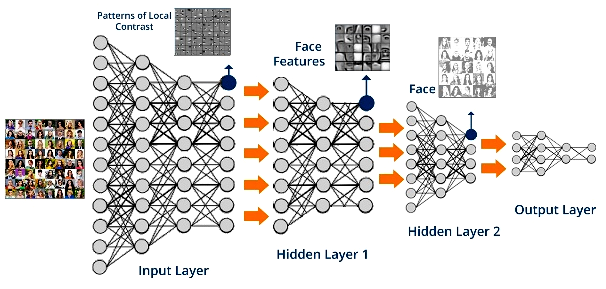 Patterns of Local
Contrast
Face
Features
Face
Input Layer
Hidden Layer 1
Hidden Layer 2
Output Layer